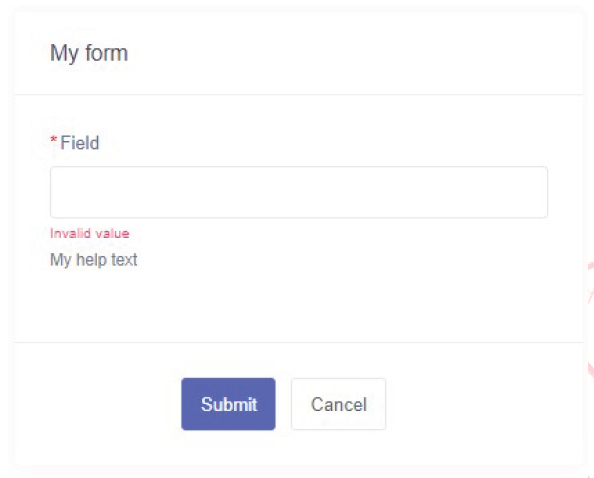 My form
* Field
Invalid value
My help text
Submit Cancel